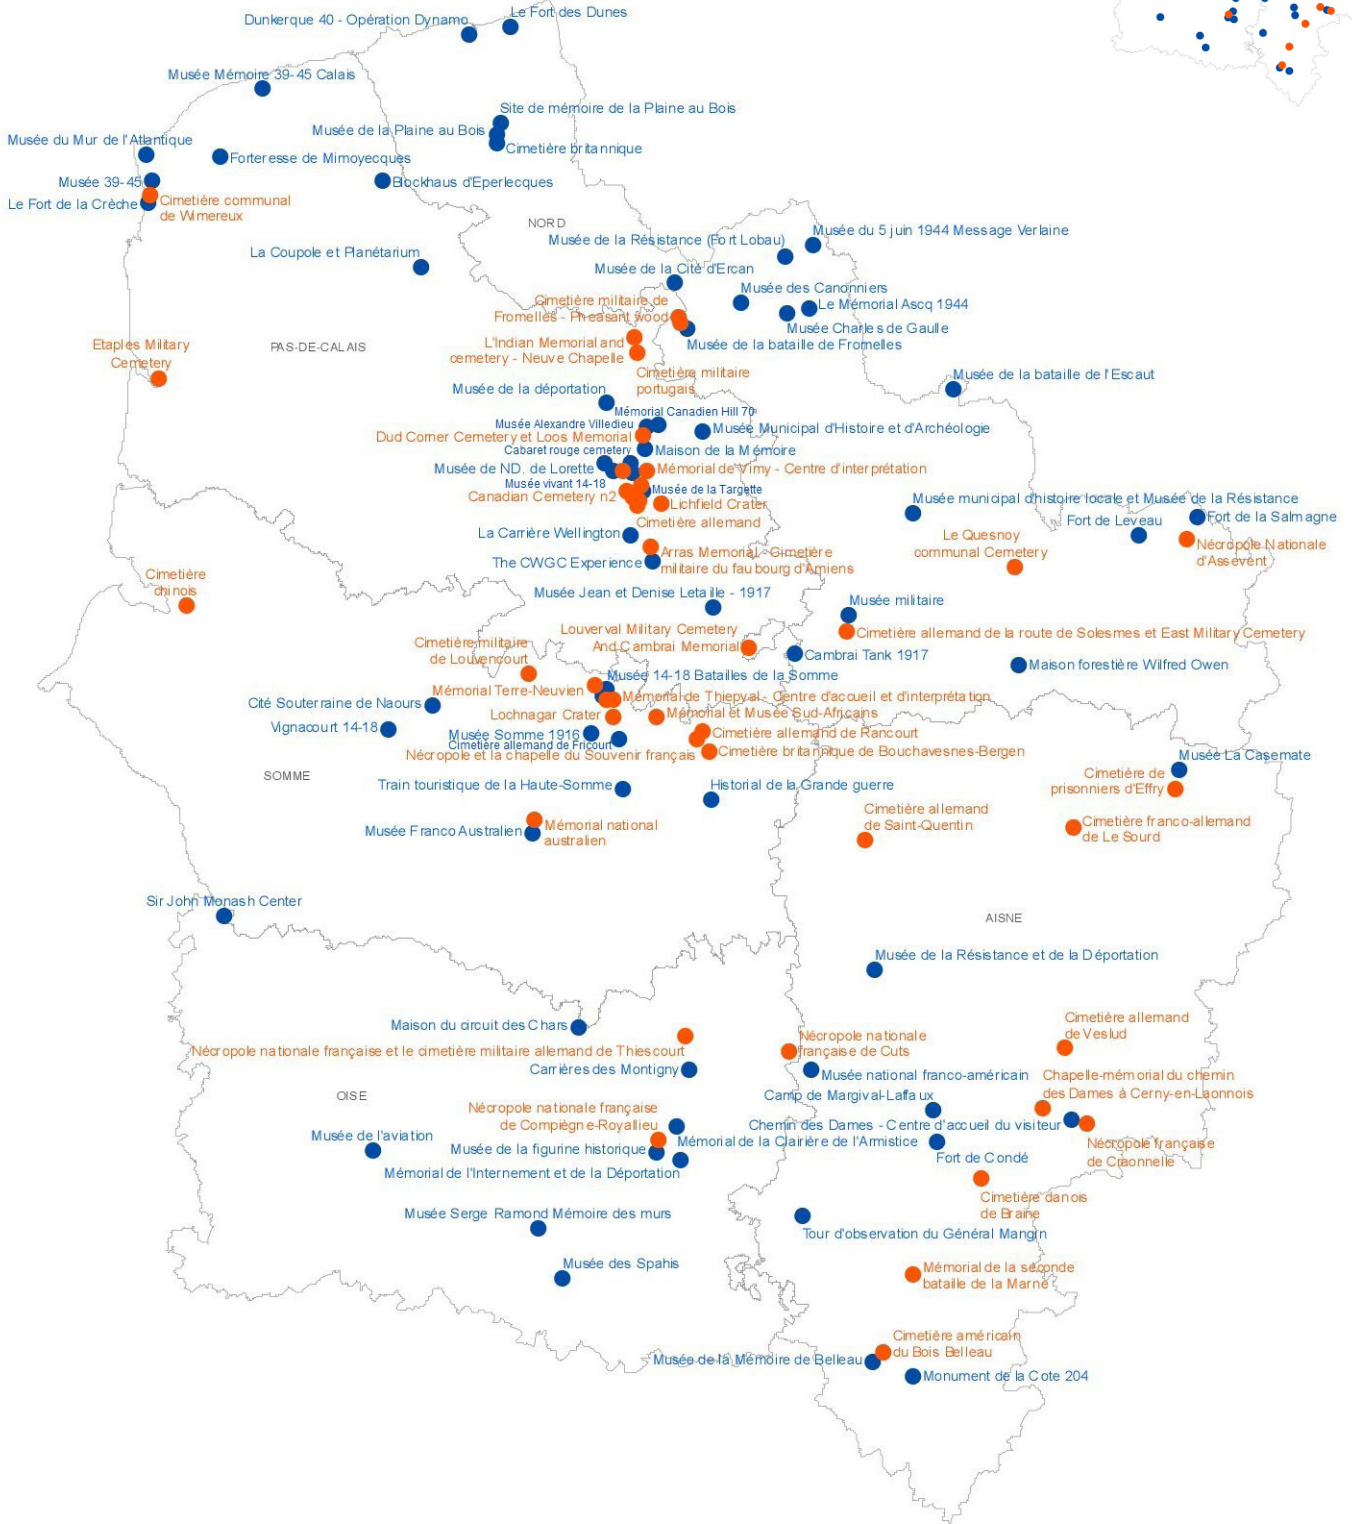 Le Fort des Dunes
Dunkerque 40 - Opération Dynamo
Musée Mémoire 39-45 Calais
Site de mémoire de la Plaine au Bois
Musée de la Plaine au Bois
Musée du Mur de l'Atlantique
Cimetière britannique
Forteresse de Mimoyecques
Musée 39-45
Blockhaus d'Eperlecques
Cimetière communal
de Wimereux
Le Fort de la Crèche
NORD
Musée du 5 juin 1944 Message Verlaine
Musée de la Résistance (Fort Lobau)
La Coupole et Planétarium
Musée de la Cité d'Ercan
Musée des Canonniers
Cimetière militaire de
Fromelles - Pheasant wood
Le Mémorial Ascq 1944
Musée Charles de Gaulle
L'Indian Memorial and
cemetery - Neuve Chapelle
Musée de la bataille de Fromelles
Etaples Military
Cemetery
PAS-DE-CALAIS
Cimetière militaire
portugais
Musée de la bataille de l'Escaut
Musée de la déportation
Mémorial Canadien Hill 70
Musée Alexandre Villedieu
Musée Municipal d'Histoire et d'Archéologie
Dud Corner Cemetery et Loos Memorial
Cabaret rouge cemetery
Maison de la Mémoire
Musée de ND. de Lorette
Mémorial de Vimy - Centre d'interprétation
Musée vivant 14-18
Musée de la Targette
Canadian Cemetery n2
Lichfield Crater
Musée municipal d'histoire locale et Musée de la Résistance
Cimetière allemand
Fort de Leveau
Fort de la Salmagne
La Carrière Wellington
Le Quesnoy
communal Cemetery
Nécropole Nationale
d'Assevent
Arras Memorial - Cimetière
militaire du faubourg d'Amiens
The CWGC Experience
Cimetière
chinois
Musée Jean et Denise Letaille - 1917
Musée militaire
Louverval Military Cemetery
And Cambrai Memorial
Cimetière allemand de la route de Solesmes et East Military Cemetery
Cimetière militaire
de Louvencourt
Cambrai Tank 1917
Maison forestière Wilfred Owen
Musée 14-18 Batailles de la Somme
Mémorial Terre-Neuvien
Mémorial de Thiepval - Centre d'accueil et d'interprétation
Cité Souterraine de Naours
Lochnagar Crater
Mémorial et Musée Sud-Africains
Vignacourt 14-18
Musée Somme 1916
Cimetière allemand de Rancourt
Cimetière allemand de Fricourt
Nécropole et la chapelle du Souvenir français
Cimetière britannique de Bouchavesnes-Bergen
Musée La Casemate
SOMME
Cimetière de
prisonniers d'Effry
Train touristique de la Haute-Somme
Historial de la Grande guerre
Cimetière allemand
de Saint-Quentin
Cimetière franco-allemand
de Le Sourd
Musée Franco Australien
Mémorial national
australien
Sir John Monash Center
AISNE
Musée de la Résistance et de la Déportation
Maison du circuit des Chars
Cimetière allemand
de Veslud
Nécropole nationale
française de Cuts
Nécropole nationale française et le cimetière militaire allemand de Thiescourt
Carrières des Montigny
Musée national franco-américain
Chapelle-mémorial du chemin
des Dames à Cerny-en-Laonnois
OISE
Camp de Margival-Laffaux
Nécropole nationale française
de Compiègne-Royallieu
Chemin des Dames - Centre d'accueil du visiteur
Musée de l'aviation
Mémorial de la Clairière de l'Armistice
Nécropole française
de Craonnelle
Musée de la figurine historique
Fort de Condé
Mémorial de l'Internement et de la Déportation
Cimetière danois
de Braine
Musée Serge Ramond Mémoire des murs
Tour d'observation du Général Mangin
Musée des Spahis
Mémorial de la seconde
bataille de la Marne
Cimetière américain
du Bois Belleau
Musée de la Mémoire de Belleau
Monument de la Cote 204